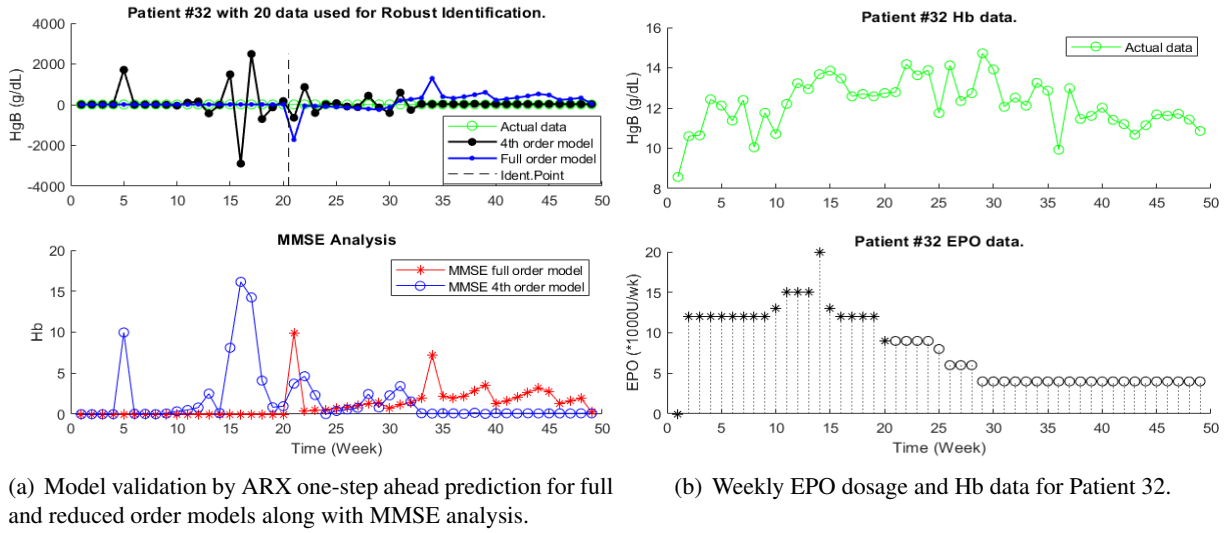 Patient #32 with 20 data used for Robust Identification.
HgB (g/dL)
4000
2000
0
-2000
-4000
0 5 10 15 20 25 30 35 40 45 50
Actual data
4th order model
Full order model
Ident.Point
MMSE Analysis
Hb
20
15
10
5
0
MMSE full order model
MMSE 4th order model
0 5 10 15 20 25 30 35 40 45 50
Time (Week)
(a) Model validation by ARX one-step ahead prediction for full
and reduced order models along with MMSE analysis.
Patient #32 Hb data.
HgB (g/dL)
16
14
12
10
8
Actual data
0 5 10 15 20 25 30 35 40 45 50
Patient #32 EPO data.
EPO (*1000U/wk)
20
15
10
5
0
0 5 10 15 20 25 30 35 40 45 50
Time (Week)
(b) Weekly EPO dosage and Hb data for Patient 32.